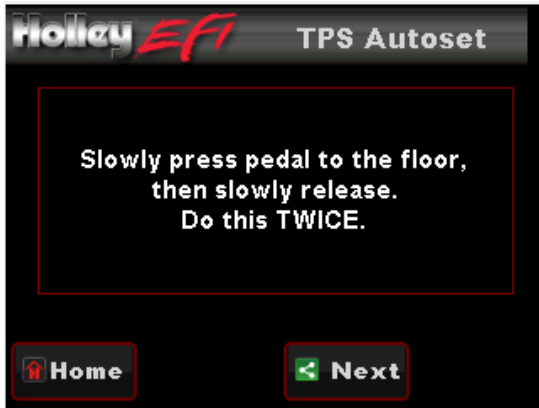 Holley EFI TPS Autoset
Slowly press pedal to the floor,
then slowly release.
Do this TWICE.
Home Next